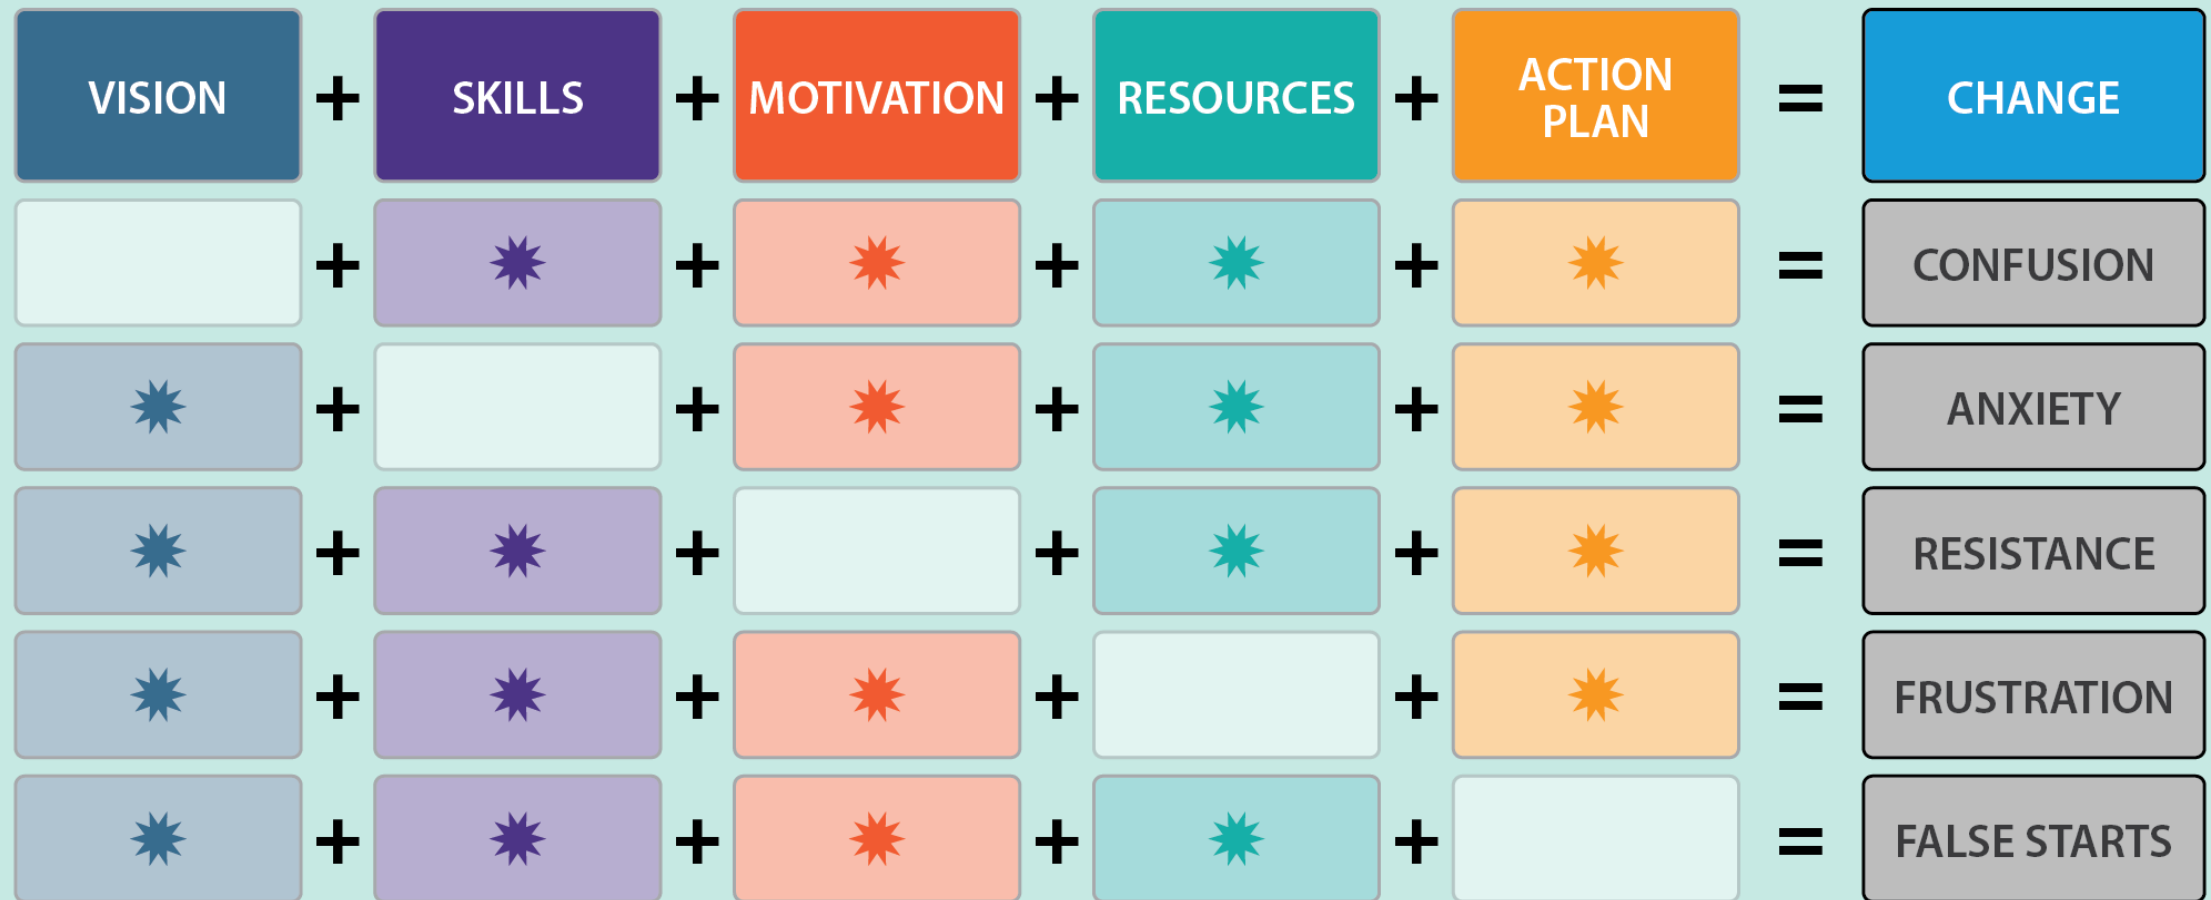 VISION + SKILLS + MOTIVATION + RESOURCES + ACTION PLAN = CHANGE
+ + + + = CONFUSION
+ + + + = ANXIETY
+ + + + = RESISTANCE
+ + + + = FRUSTRATION
+ + + + = FALSE STARTS